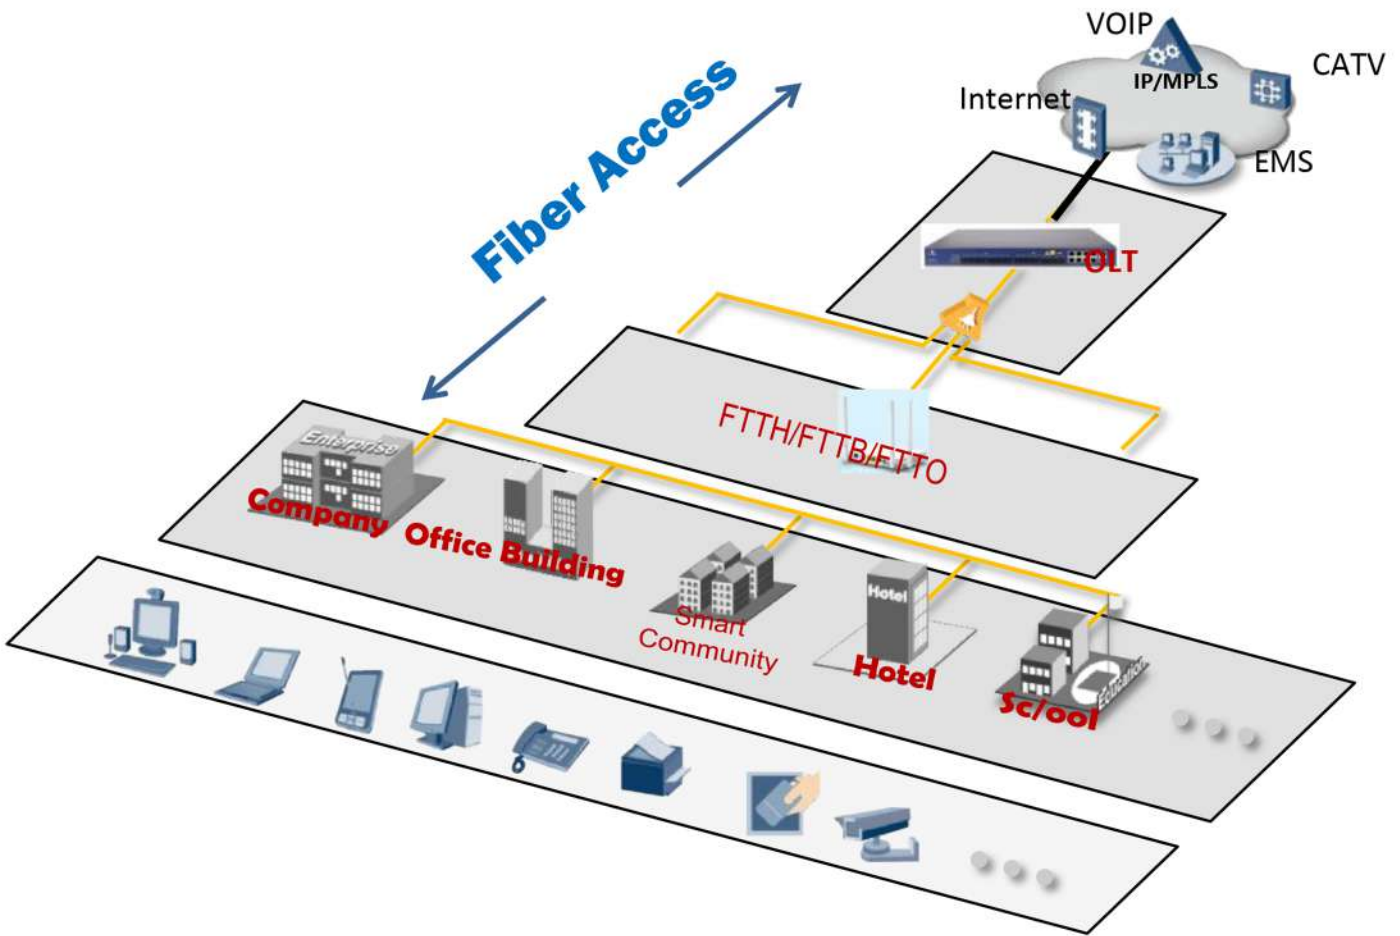 VOIP
CATV
IP/MPLS
Internet
EMS
Fiber Access
OLT
FTTH/FTTB/FTTO
Enterprise
Company
Office Building
Smart
Community
Hotel
Hotel
Education
Sc/ool